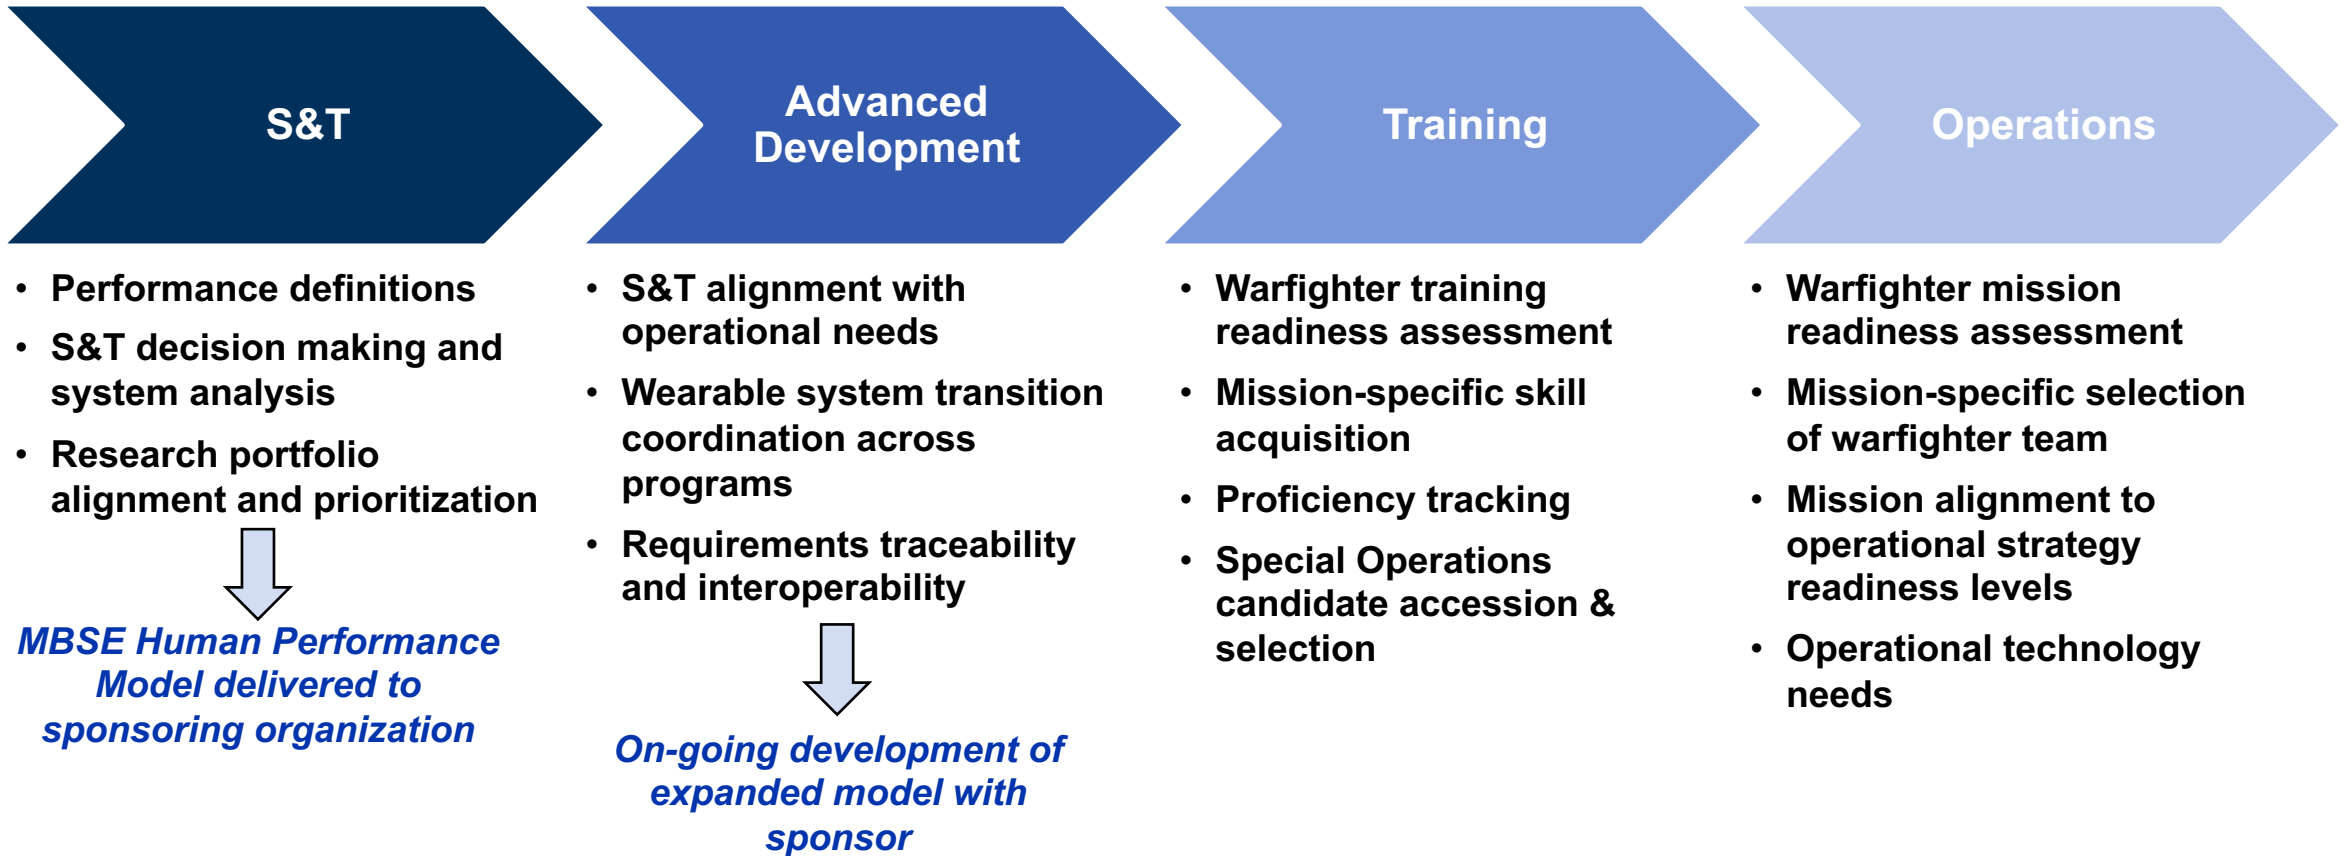 S&T
• Performance definitions
• S&T decision making and
system analysis
• Research portfolio
alignment and prioritization
MBSE Human Performance
Model delivered to
sponsoring organization
Advanced
Development
• S&T alignment with
operational needs
• Wearable system transition
coordination across
programs
• Requirements traceability
and interoperability
On-going development of
expanded model with
sponsor
Training
• Warfighter training
readiness assessment
• Mission-specific skill
acquisition
• Proficiency tracking
• Special Operations
candidate accession &
selection
Operations
• Warfighter mission
readiness assessment
• Mission-specific selection
of warfighter team
• Mission alignment to
operational strategy
readiness levels
• Operational technology
needs